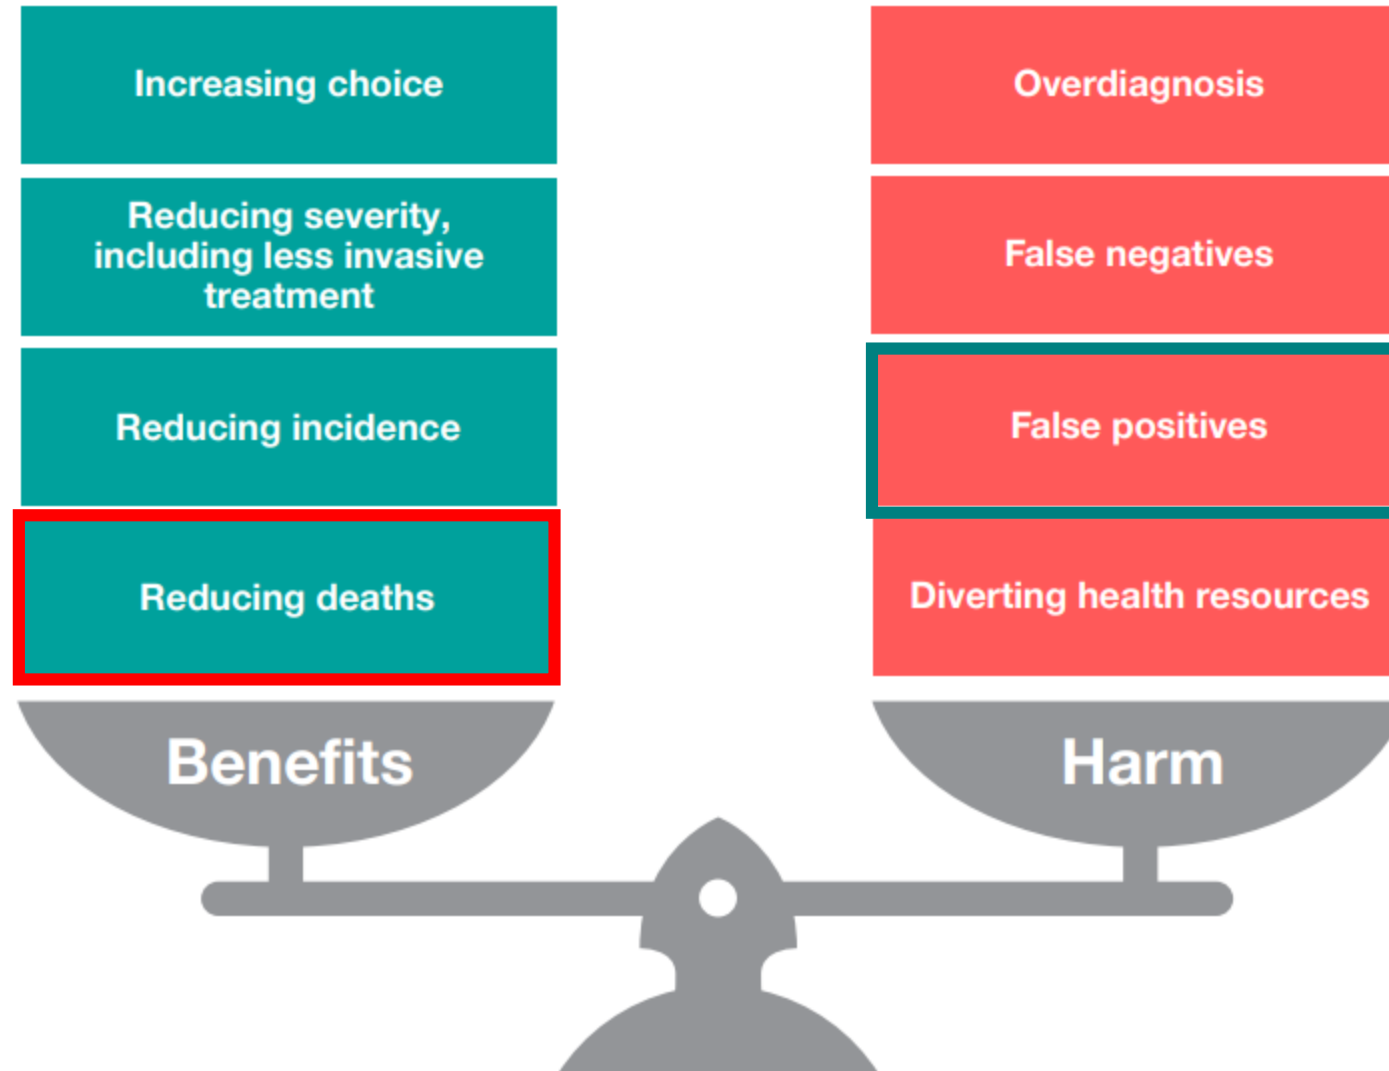 Increasing choice
Reducing severity,
including less invasive
treatment
Reducing incidence
Reducing deaths
Benefits
Overdiagnosis
False negatives
False positives
Diverting health resources
Harm